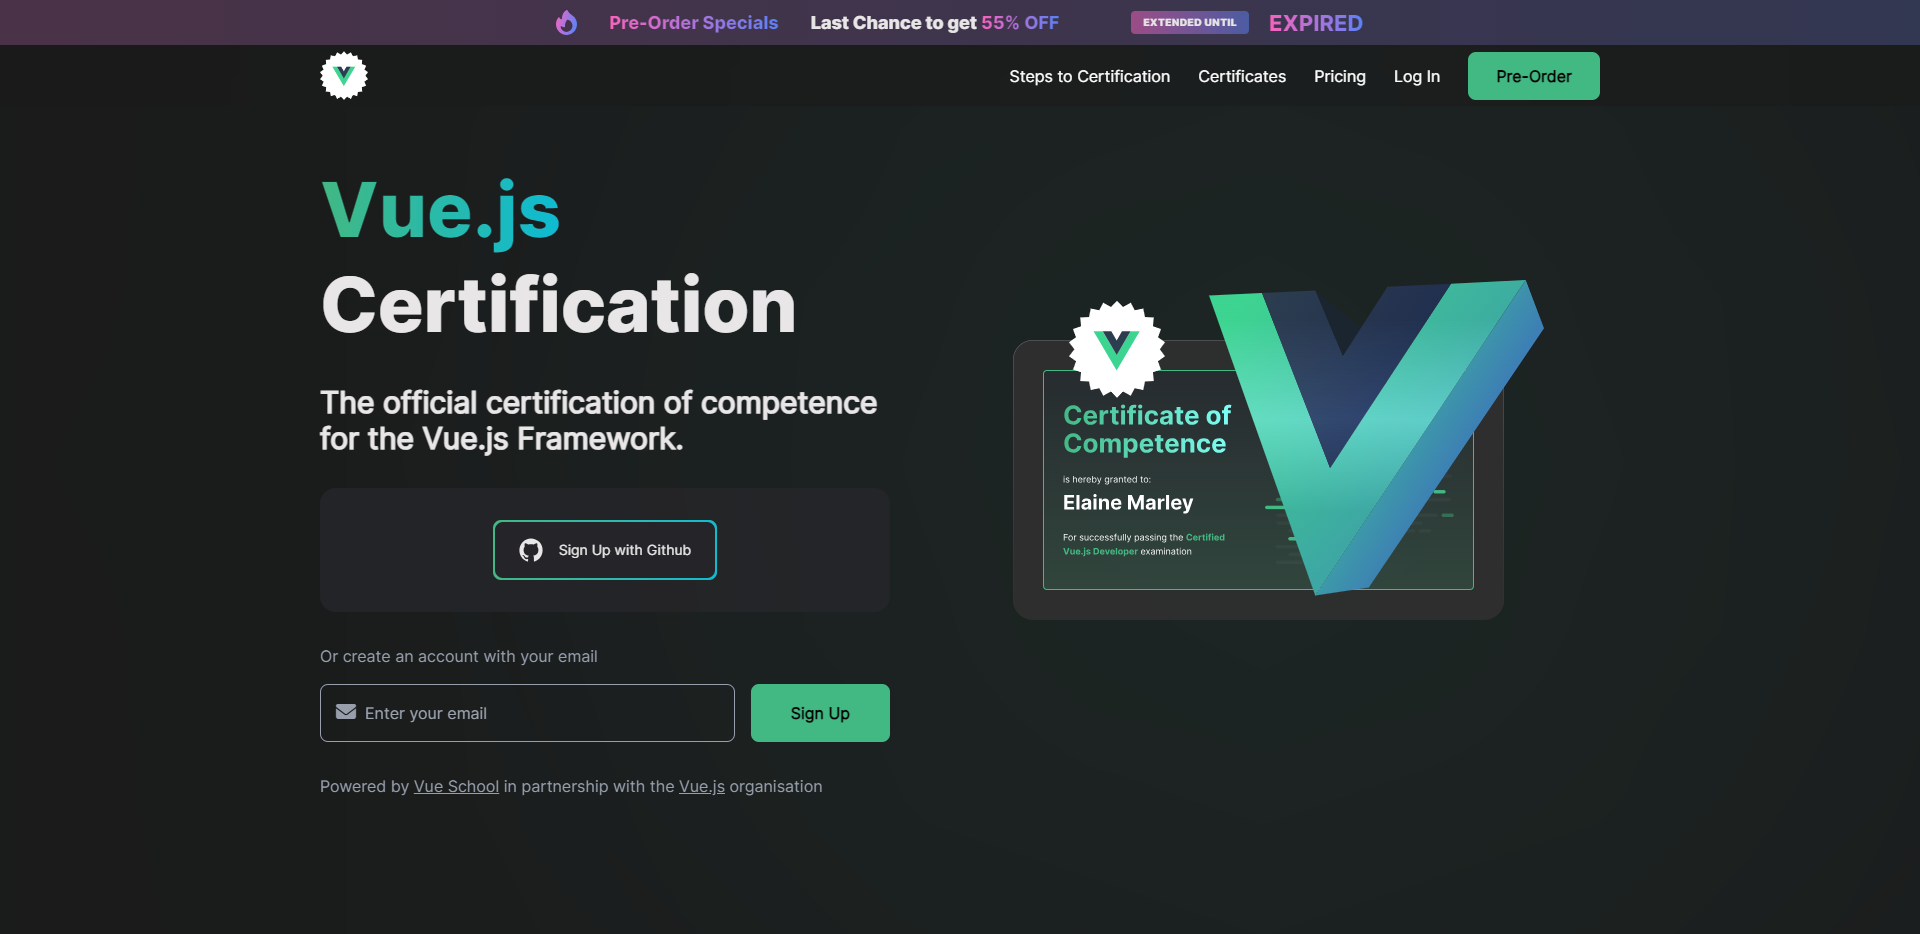 Pre-Order Specials
Last Chance to get 55% OFF
EXTENDED UNTIL
EXPIRED
Steps to Certification
Certificates
Pricing
Log In
Pre-Order
Vue.js
Certification
The official certification of competence
for the Vue.js Framework.
Sign Up with Github
Or create an account with your email
Enter your email
Sign Up
Powered by Vue School in partnership with the Vue.js organisation
Certificate of
Competence
is hereby granted to:
Elaine Marley
For successfully passing the Certified
Vue.js Developer examination